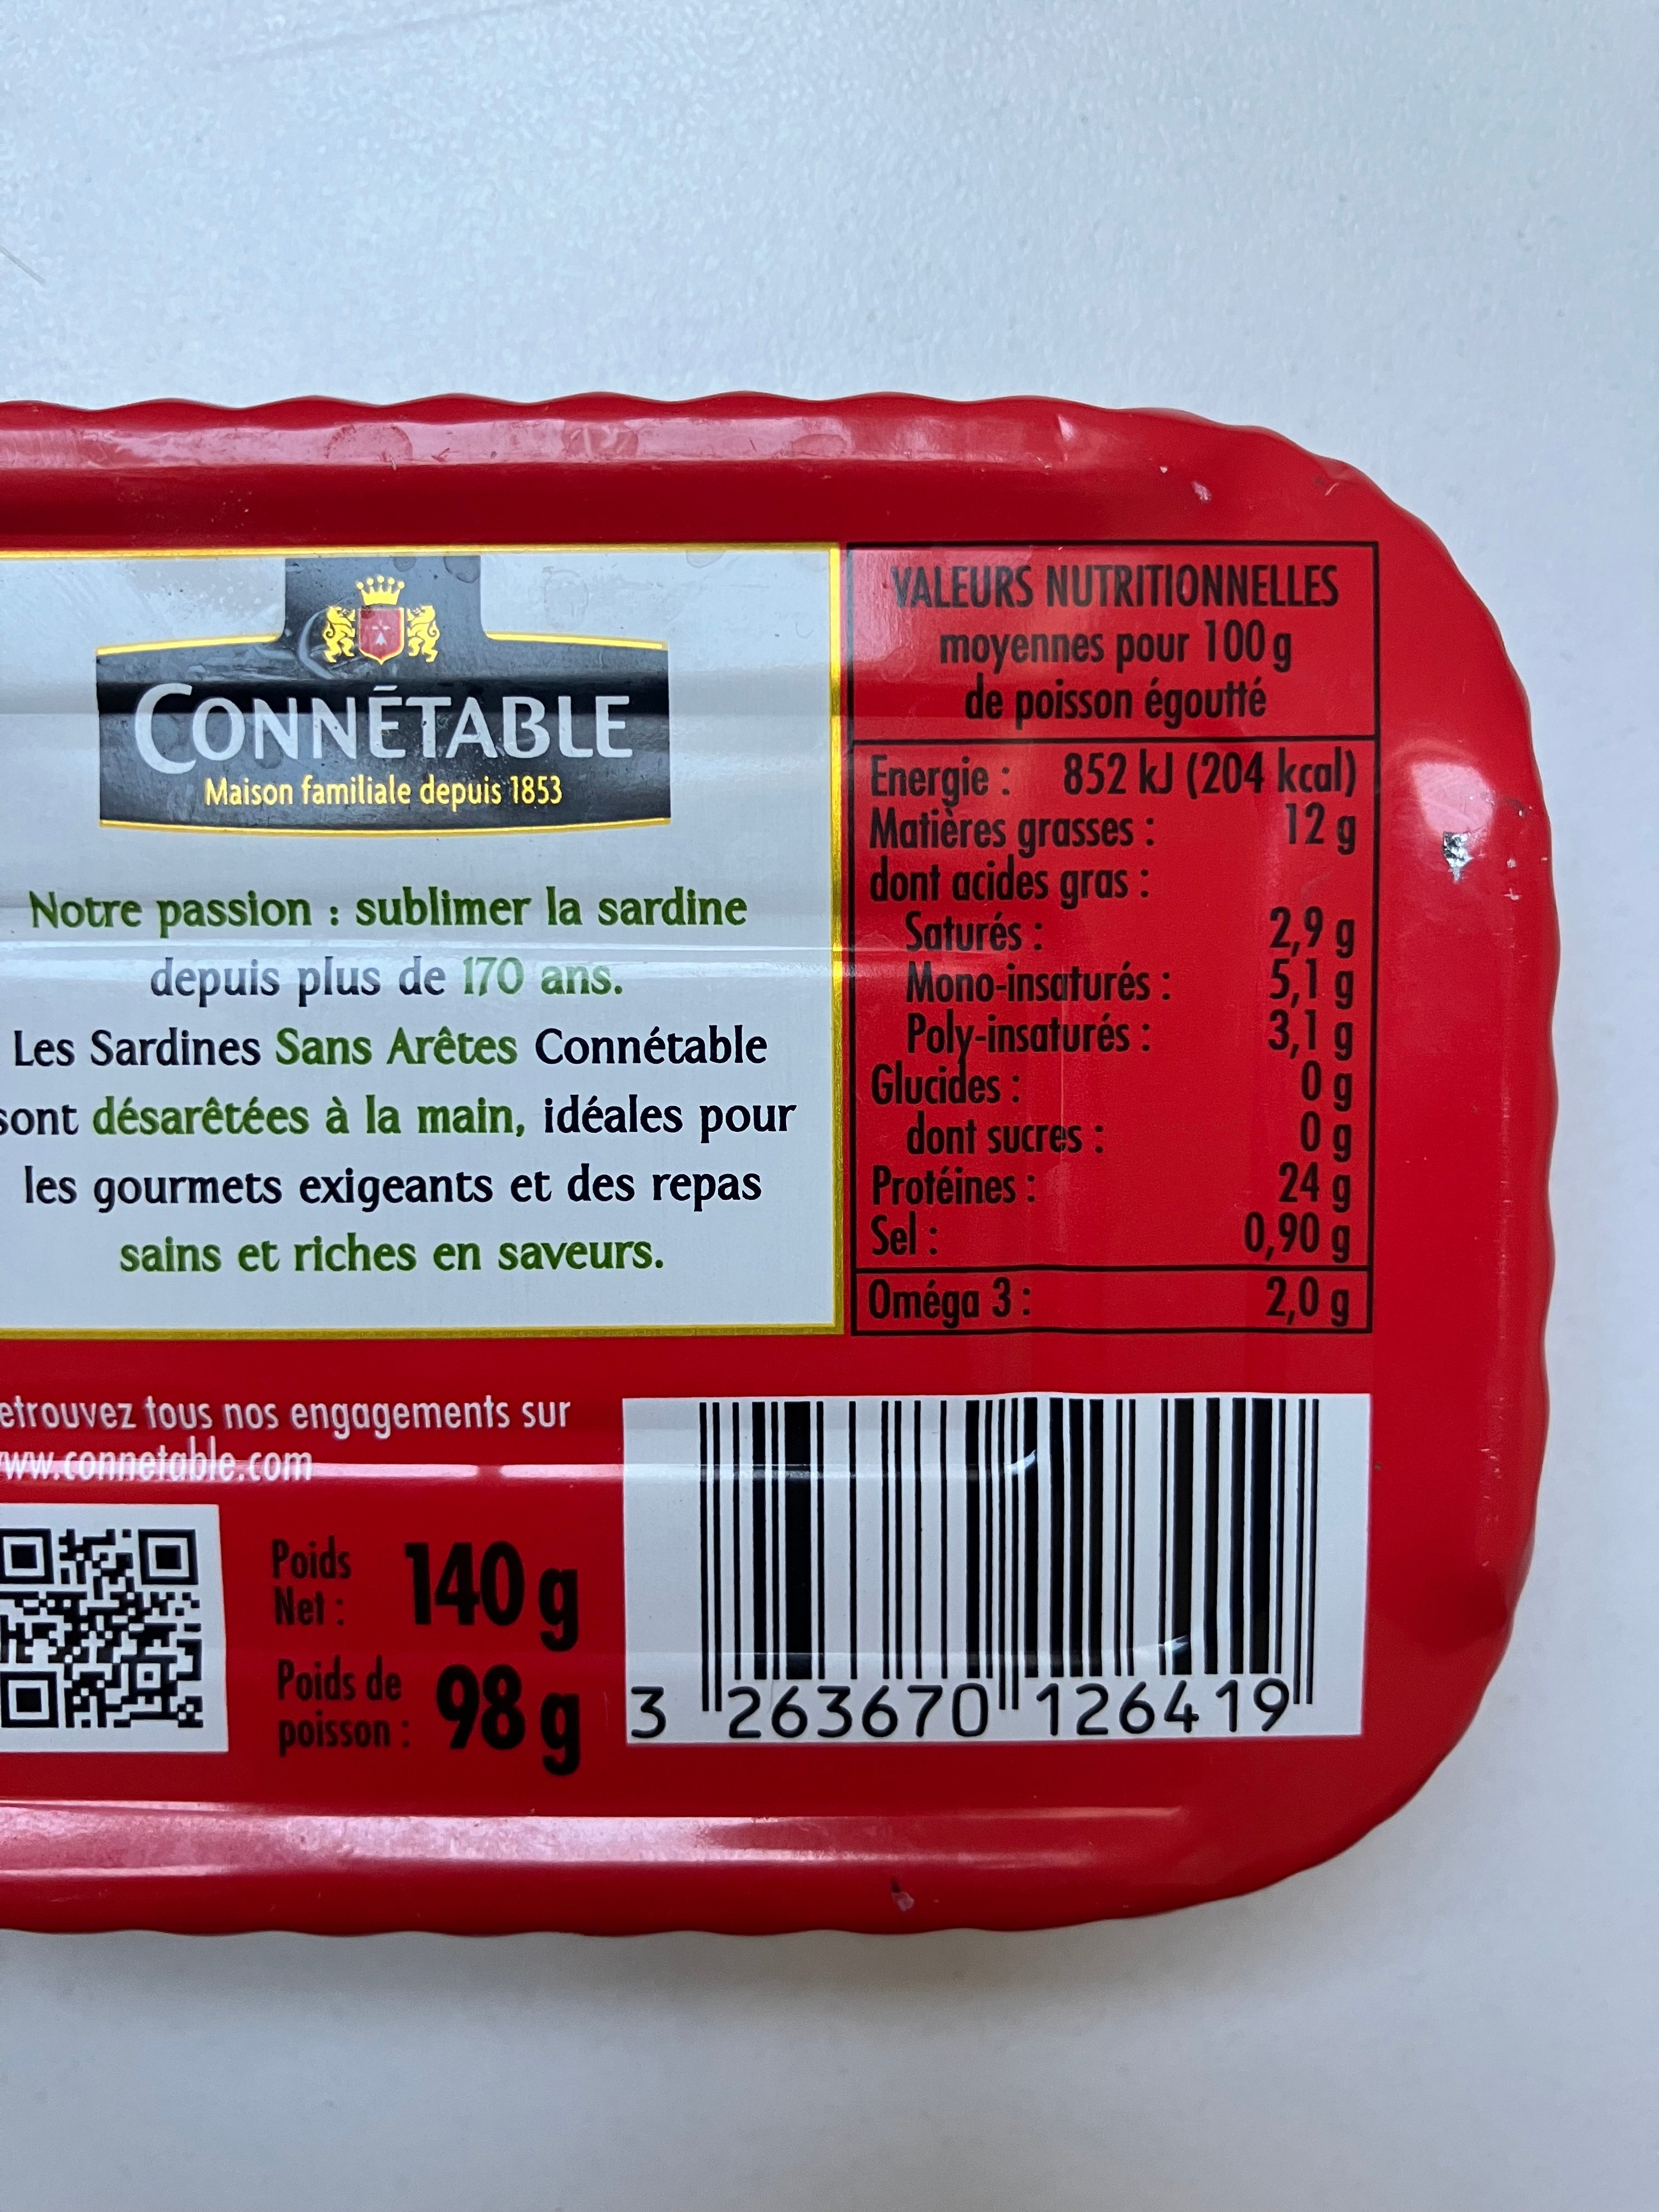 CONNÉTABLE
Maison familiale depuis 1853
Notre passion : sublimer la sardine
depuis plus de 170 ans.
Les Sardines Sans Arêtes Connétable
sont désarêtées à la main, idéales pour
les gourmets exigeants et des repas
sains et riches en saveurs.
VALEURS NUTRITIONNELLES
moyennes pour 100 g
de poisson égoutté
Energie : 852 kJ (204 kcal)
Matières grasses : 12 g
dont acides gras :
Saturés : 2,9 g
Mono-insaturés : 5,1 g
Poly-insaturés : 3,1 g
Glucides : 0 g
dont sucres : 0 g
Protéines : 24 g
Sel : 0,90 g
Oméga 3 : 2,0 g
etrouvez tous nos engagements sur
ww.connetable.com
Poids
Net : 140 g
Poids de
poisson : 98 g
3 263670 126419